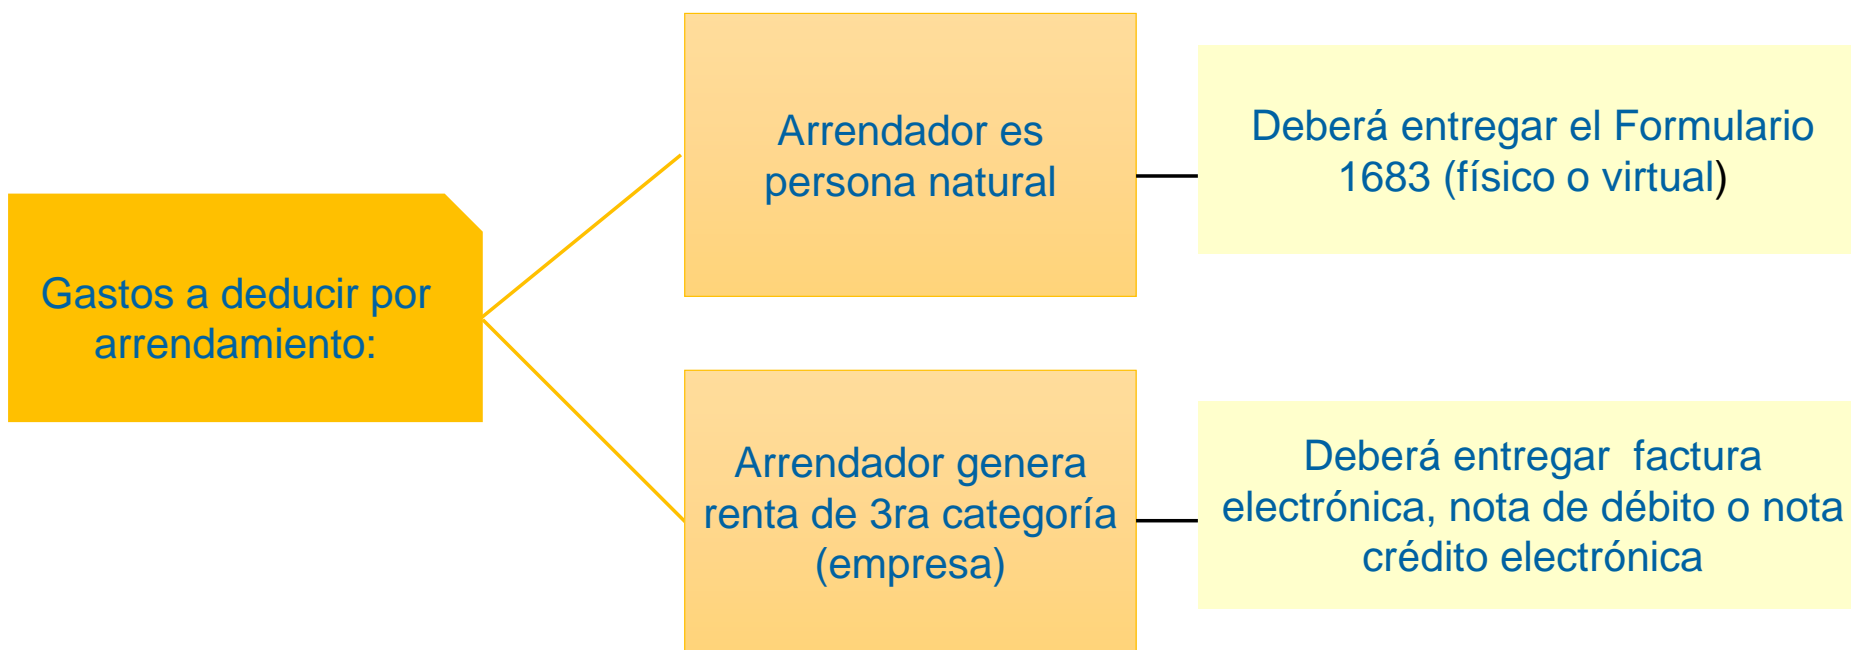 Gastos a deducir por
arrendamiento:
Arrendador es
persona natural
Deberá entregar el Formulario
1683 (físico o virtual)
Arrendador genera
renta de 3ra categoría
(empresa)
Deberá entregar  factura
electrónica, nota de débito o nota
crédito electrónica